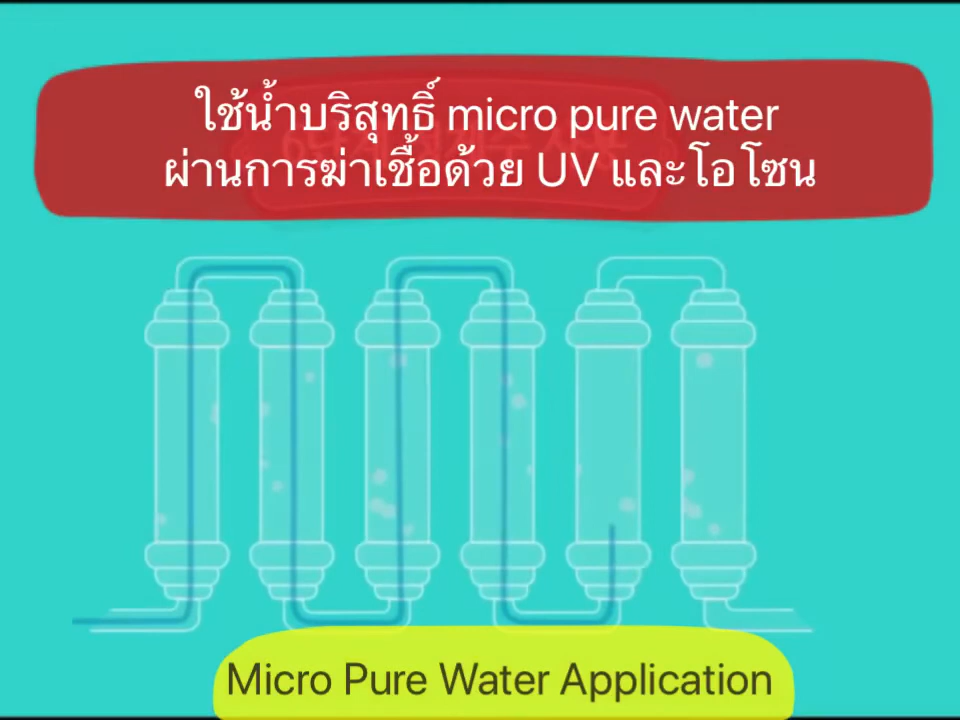 ใช้น้ำบริสุทธิ์ micro pure water
ผ่านการฆ่าเชื้อด้วย UV และโอโซน
Micro Pure Water Application